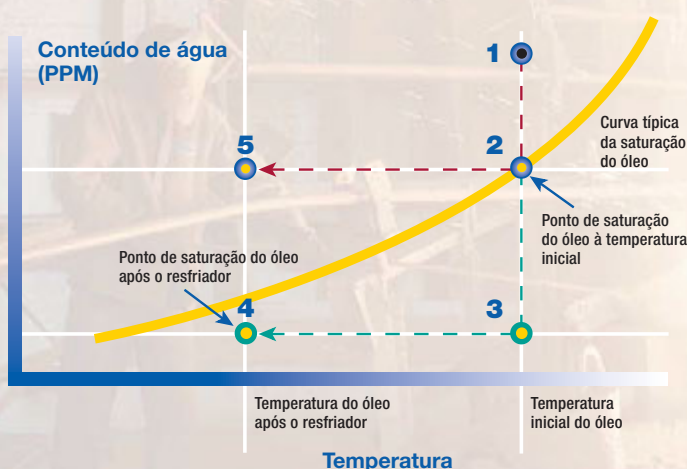 Conteúdo de água
(PPM)
1
Curva típica
da saturação
do óleo
5
2
Ponto de saturação
do óleo à temperatura
inicial
Ponto de saturação do óleo
após o resfriador
4
3
Temperatura do óleo
após o resfriador
Temperatura
inicial do óleo
Temperatura